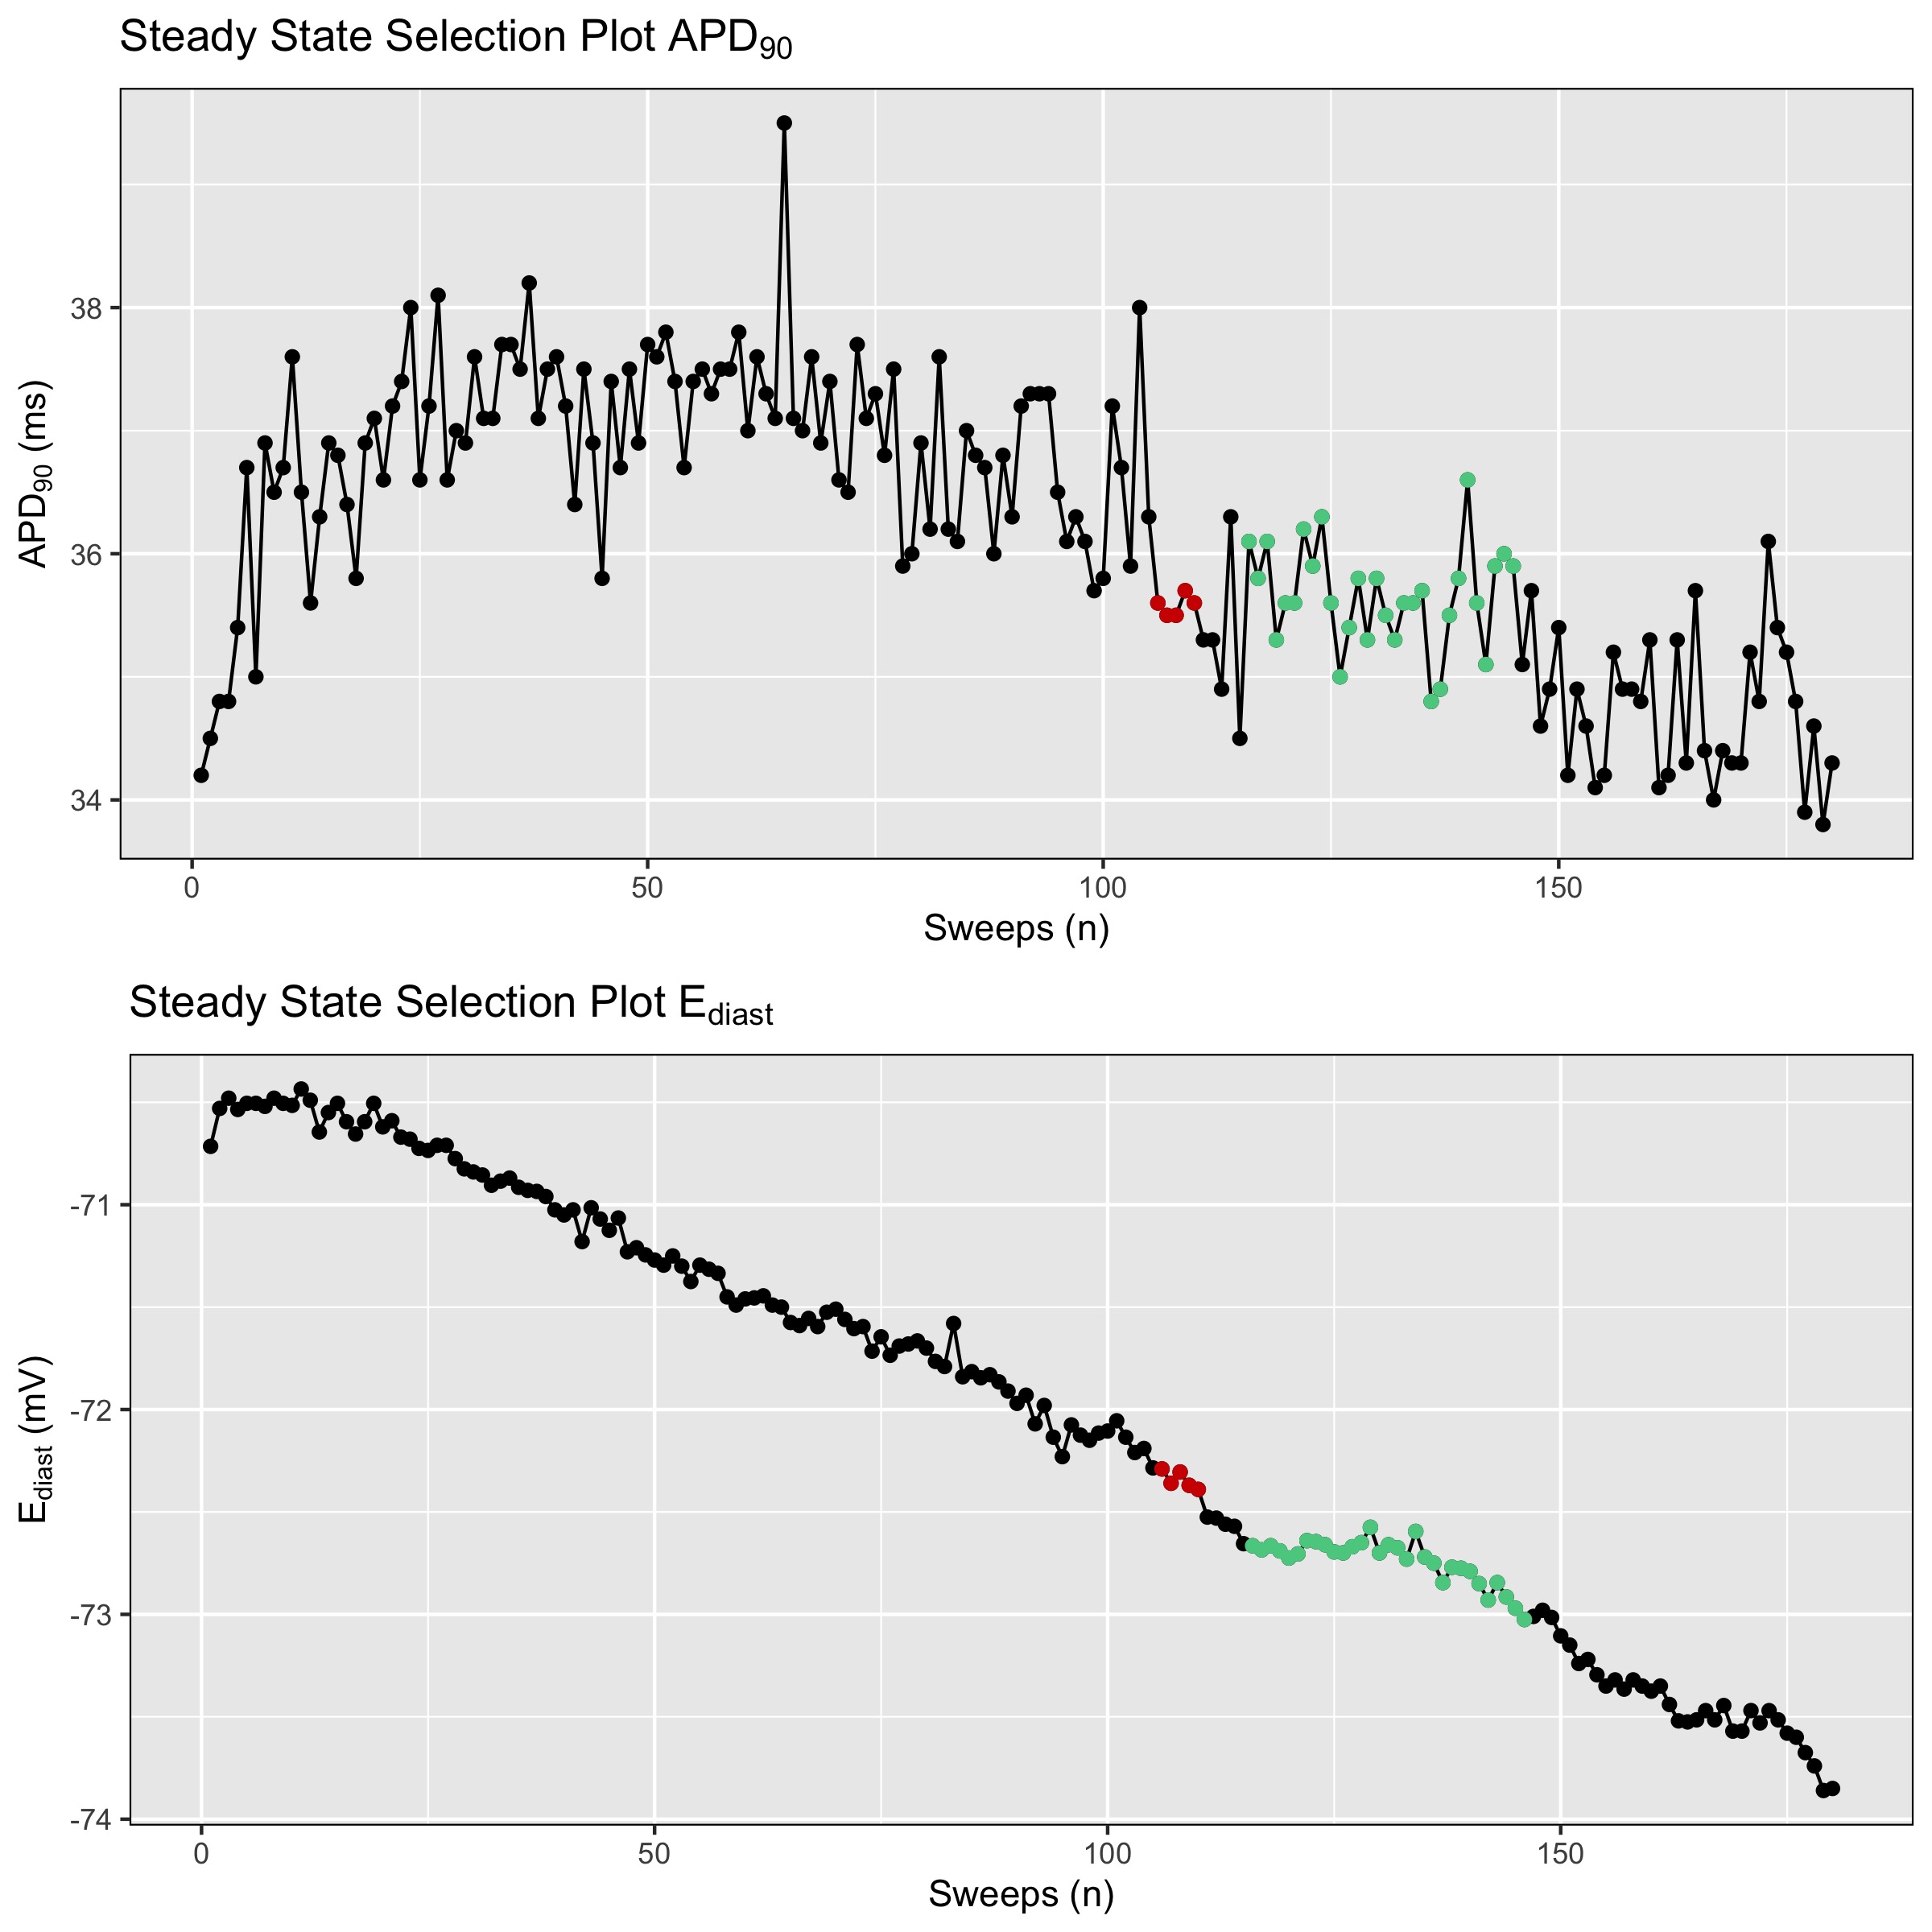 Steady State Selection Plot APD90
38
36
34
APD90 (ms)
0 50 100 150
Sweeps (n)
Steady State Selection Plot Ediast
-71
-72
-73
-74
Ediast (mV)
0 50 100 150
Sweeps (n)